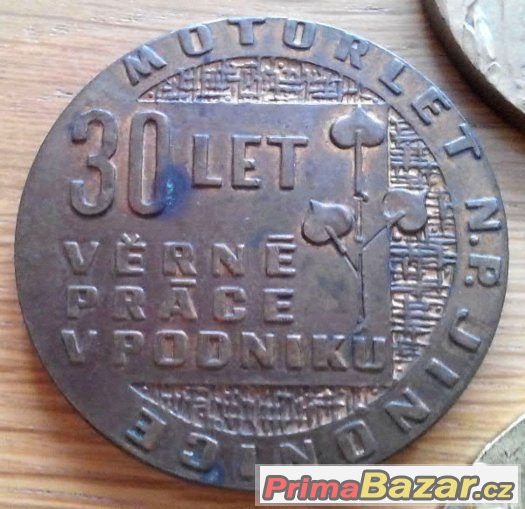 MOTORLET N.P. JINONICE
30 LET
VĚRNÉ
PRÁCE
V PODNIKU
PrimaBazar.cz